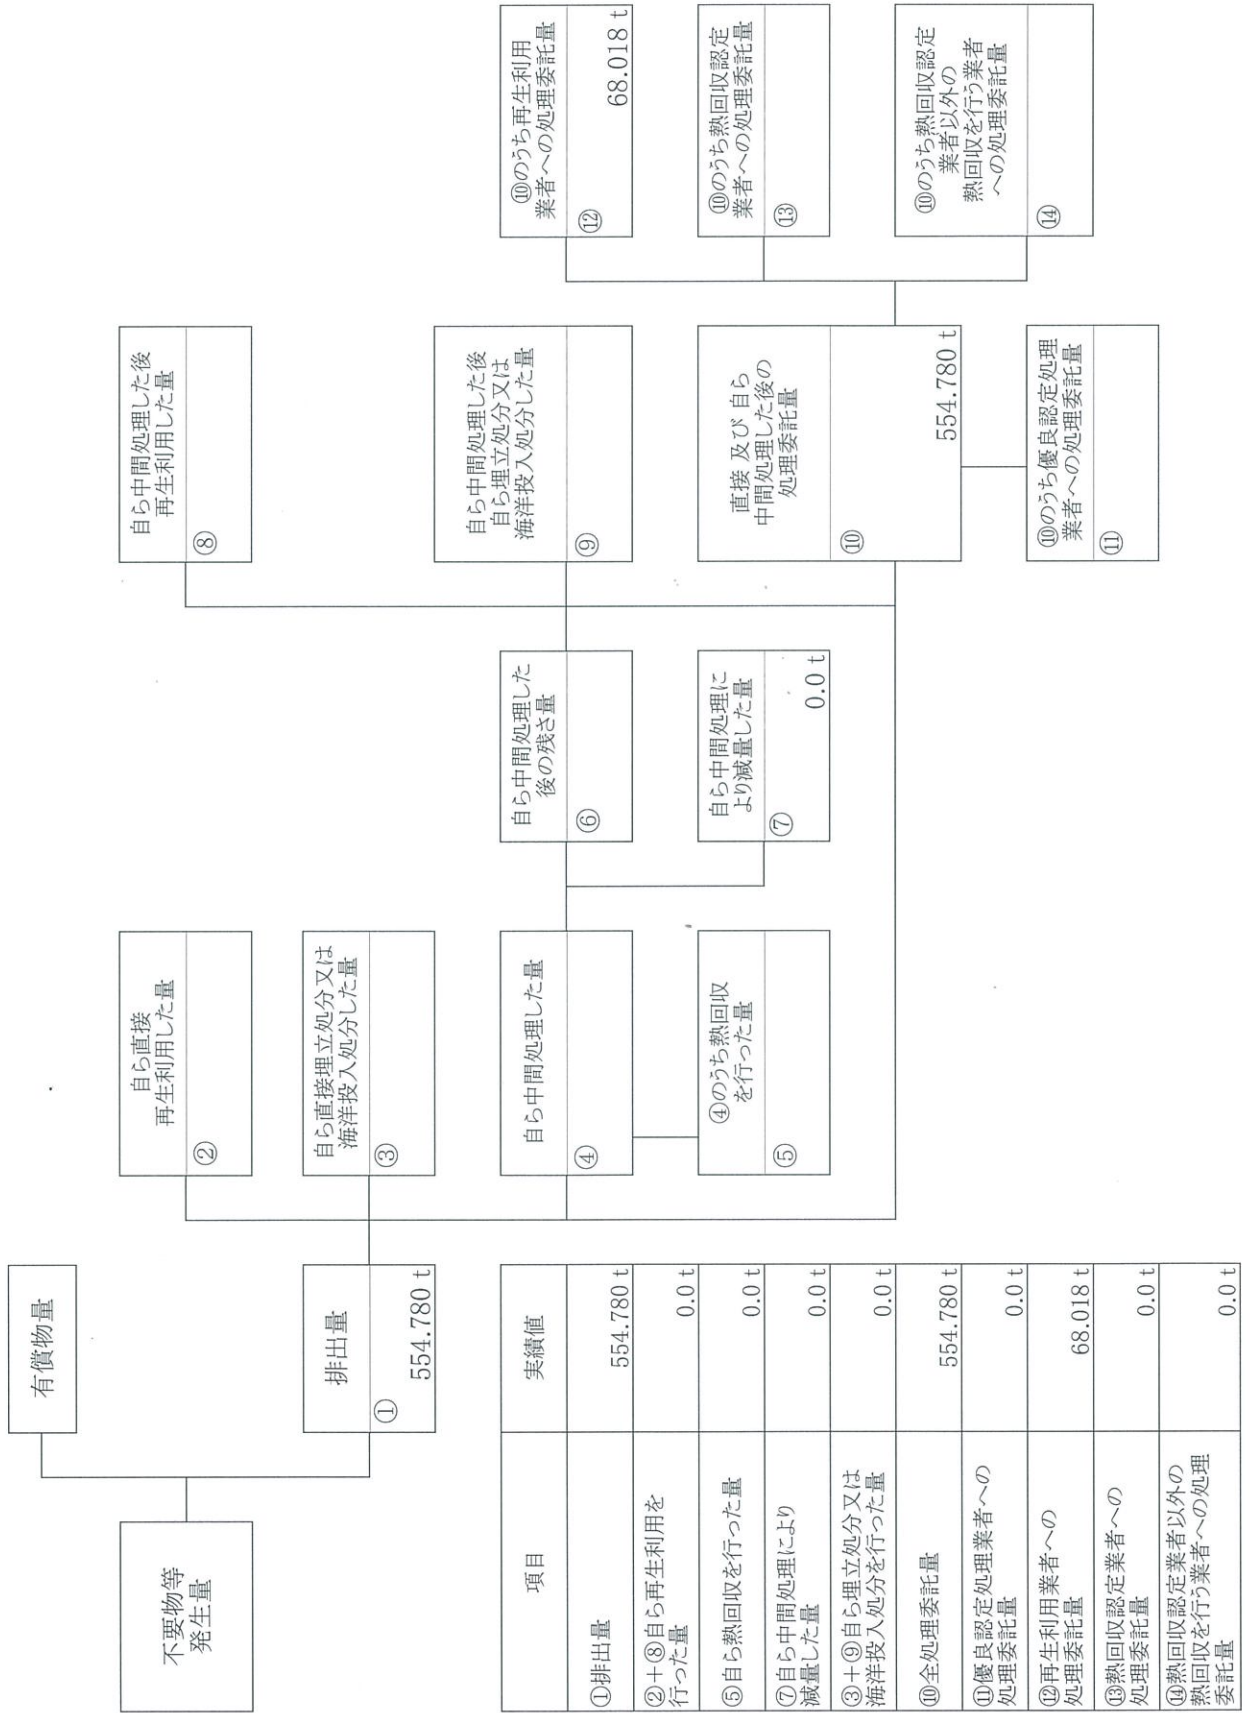 不要物等
発生量
有償物量
排出量
①
554.780 t
自ら直接
再生利用した量
②
自ら直接埋立処分又は
海洋投入処分した量
③
自ら中間処理した量
④
④のうち熱回収
を行った量
⑤
自ら中間処理した
後の残さ量
⑥
自ら中間処理に
より減量した量
⑦
0.0 t
自ら中間処理した後
再生利用した量
⑧
自ら中間処理した後
自ら埋立処分又は
海洋投入処分した量
⑨
直接 及び 自ら
中間処理した後の
処理委託量
⑩
554.780 t
⑩のうち優良認定処理
業者への処理委託量
⑪
⑩のうち再生利用
業者への処理委託量
⑫
68.018 t
⑩のうち熱回収認定
業者への処理委託量
⑬
⑩のうち熱回収認定
業者以外の
熱回収を行う業者
への処理委託量
⑭
項目
実績値
①排出量
554.780 t
②+⑧自ら再生利用を
行った量
0.0 t
⑤自ら熱回収を行った量
0.0 t
⑦自ら中間処理により
減量した量
0.0 t
③+⑨自ら埋立処分又は
海洋投入処分を行った量
0.0 t
⑩全処理委託量
554.780 t
⑪優良認定処理業者への
処理委託量
0.0 t
⑫再生利用業者への
処理委託量
68.018 t
⑬熱回収認定業者への
処理委託量
0.0 t
⑭熱回収認定業者以外の
熱回収を行う業者への処理
委託量
0.0 t